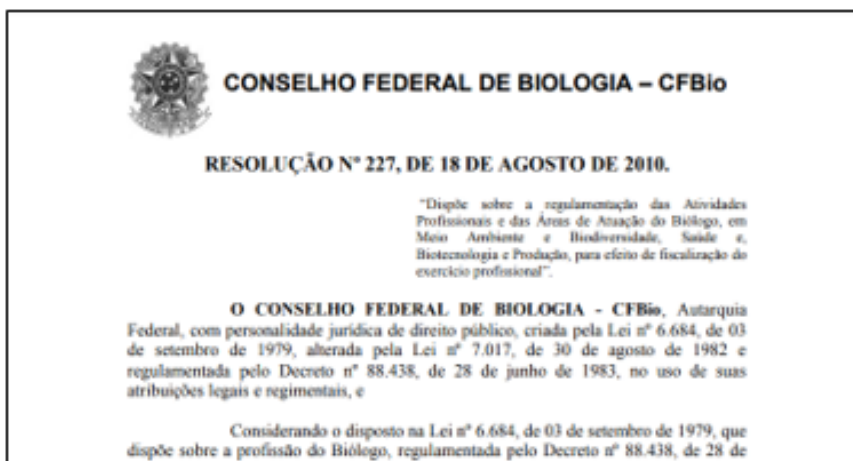 CONSELHO FEDERAL DE BIOLOGIA – CFBio
RESOLUÇÃO Nº 227, DE 18 DE AGOSTO DE 2010.
"Dispõe sobre a regulamentação das Atividades
Profissionais e das Áreas de Atuação do Biólogo, em
Meio Ambiente e Biodiversidade, Saúde e,
Biotecnologia e Produção, para efeito de fiscalização do
exercício profissional".
O CONSELHO FEDERAL DE BIOLOGIA - CFBio, Autarquia
Federal, com personalidade jurídica de direito público, criada pela Lei nº 6.684, de 03
de setembro de 1979, alterada pela Lei nº 7.017, de 30 de agosto de 1982 e
regulamentada pelo Decreto nº 88.438, de 28 de junho de 1983, no uso de suas
atribuições legais e regimentais, e
Considerando o disposto na Lei nº 6.684, de 03 de setembro de 1979, que
dispõe sobre a profissão do Biólogo, regulamentada pelo Decreto nº 88.438, de 28 de